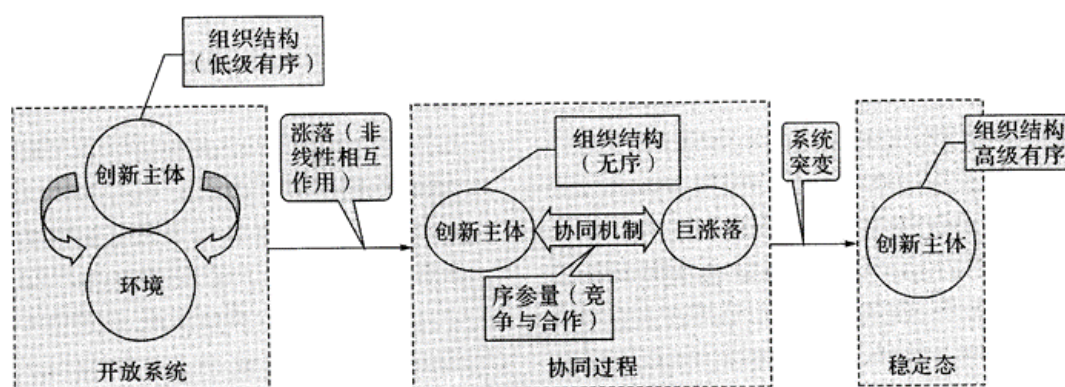 组织结构
（低级有序）
创新主体
环境
开放系统
涨落（非
线性相互
作用）
组织结构
（无序）
创新主体
协同机制
巨涨落
序参量（竞
争与合作）
协同过程
系统
突变
组织结构
高级有序
创新主体
稳定态